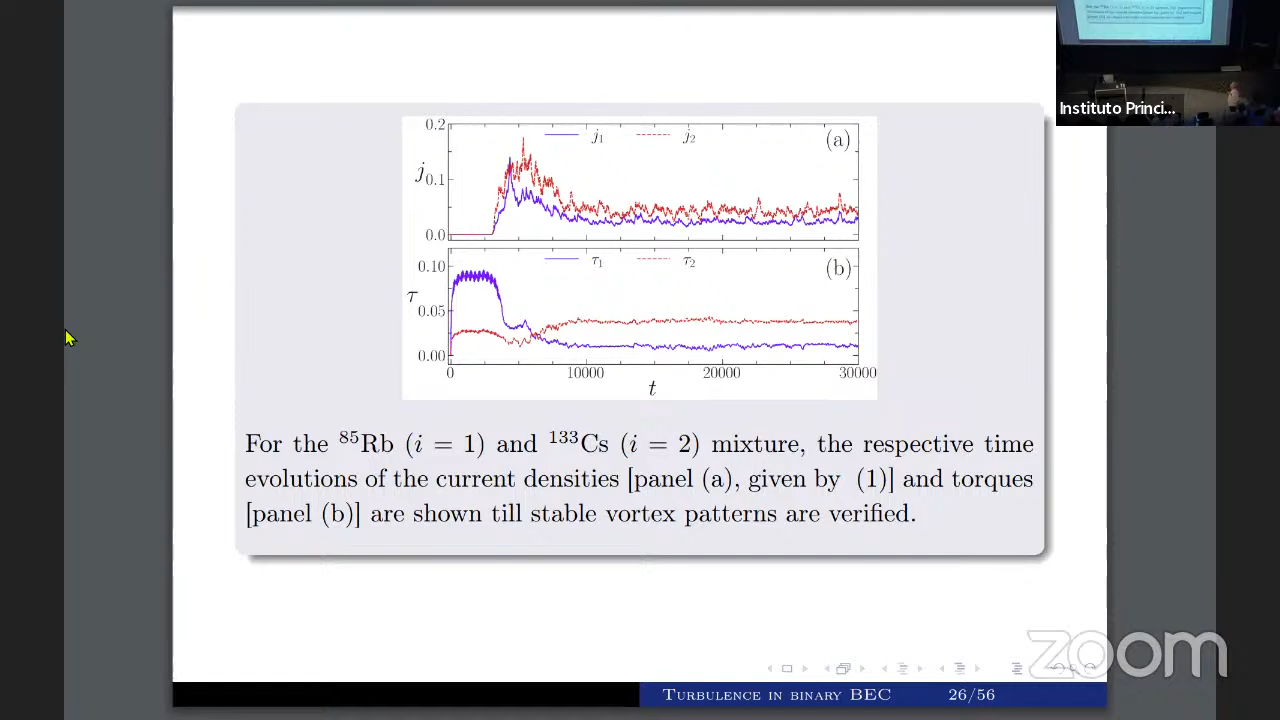 Instituto Princi...
0.2
j₁
j₂
(a)
j
0.1
0.0
0.10
τ₁
τ₂
(b)
τ
0.05
0.00
0
10000
20000
30000
t
For the ⁸⁵Rb (i = 1) and ¹³³Cs (i = 2) mixture, the respective time
evolutions of the current densities [panel (a), given by (1)] and torques
[panel (b)] are shown till stable vortex patterns are verified.
zoom
Turbulence in binary BEC 26/56